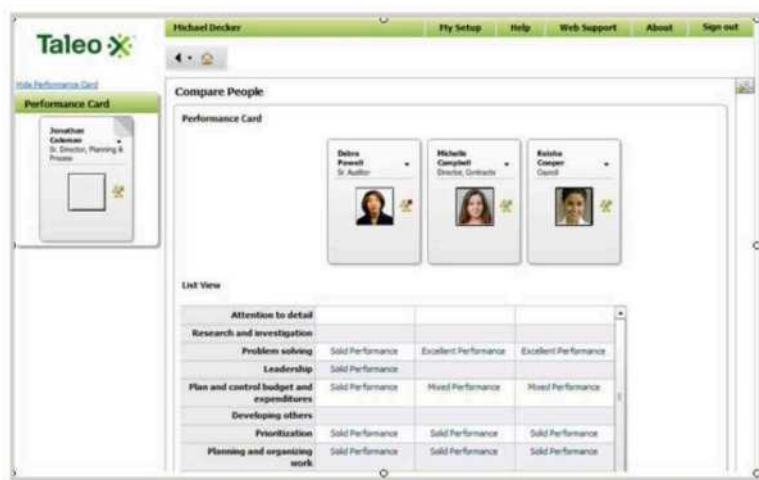 Taleo
Michael Decker
My Setup Help Web Support About Sign out
Hide Performance Card
Performance Card
Jonathan
Coleman
Sr. Director, Planning &
Process
Compare People
Performance Card
Debra
Powell
Sr. Auditor
Michelle
Campbell
Director, Contracts
Keisha
Cooper
Council
List View
Attention to detail
Research and investigation
Problem solving Solid Performance Excellent Performance Excellent Performance
Leadership Solid Performance
Plan and control budget and Solid Performance Mixed Performance Mixed Performance
expenditures
Developing others
Prioritization Solid Performance Solid Performance Solid Performance
Planning and organizing Solid Performance Solid Performance Solid Performance
work